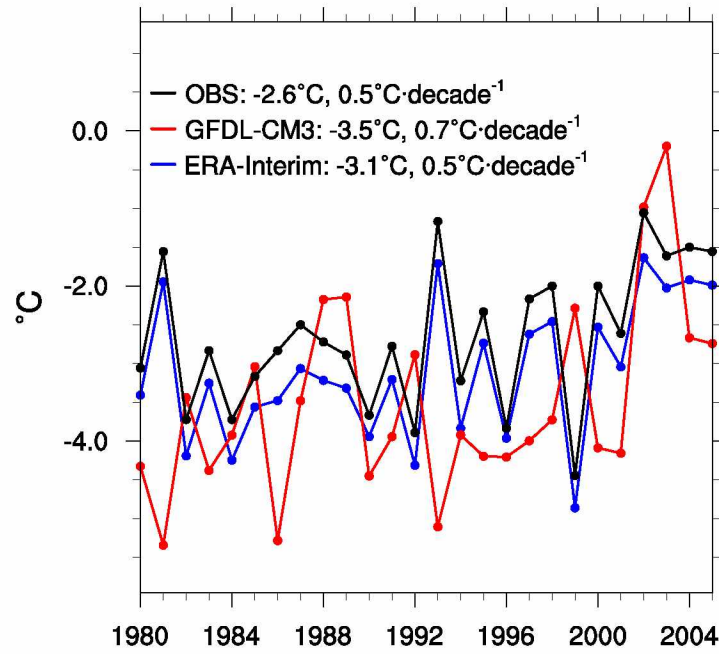 OBS: -2.6°C, 0.5°C·decade⁻¹
0.0
GFDL-CM3: -3.5°C, 0.7°C·decade⁻¹
ERA-Interim: -3.1°C, 0.5°C·decade⁻¹
-2.0
°C
-4.0
1980 1984 1988 1992 1996 2000 2004